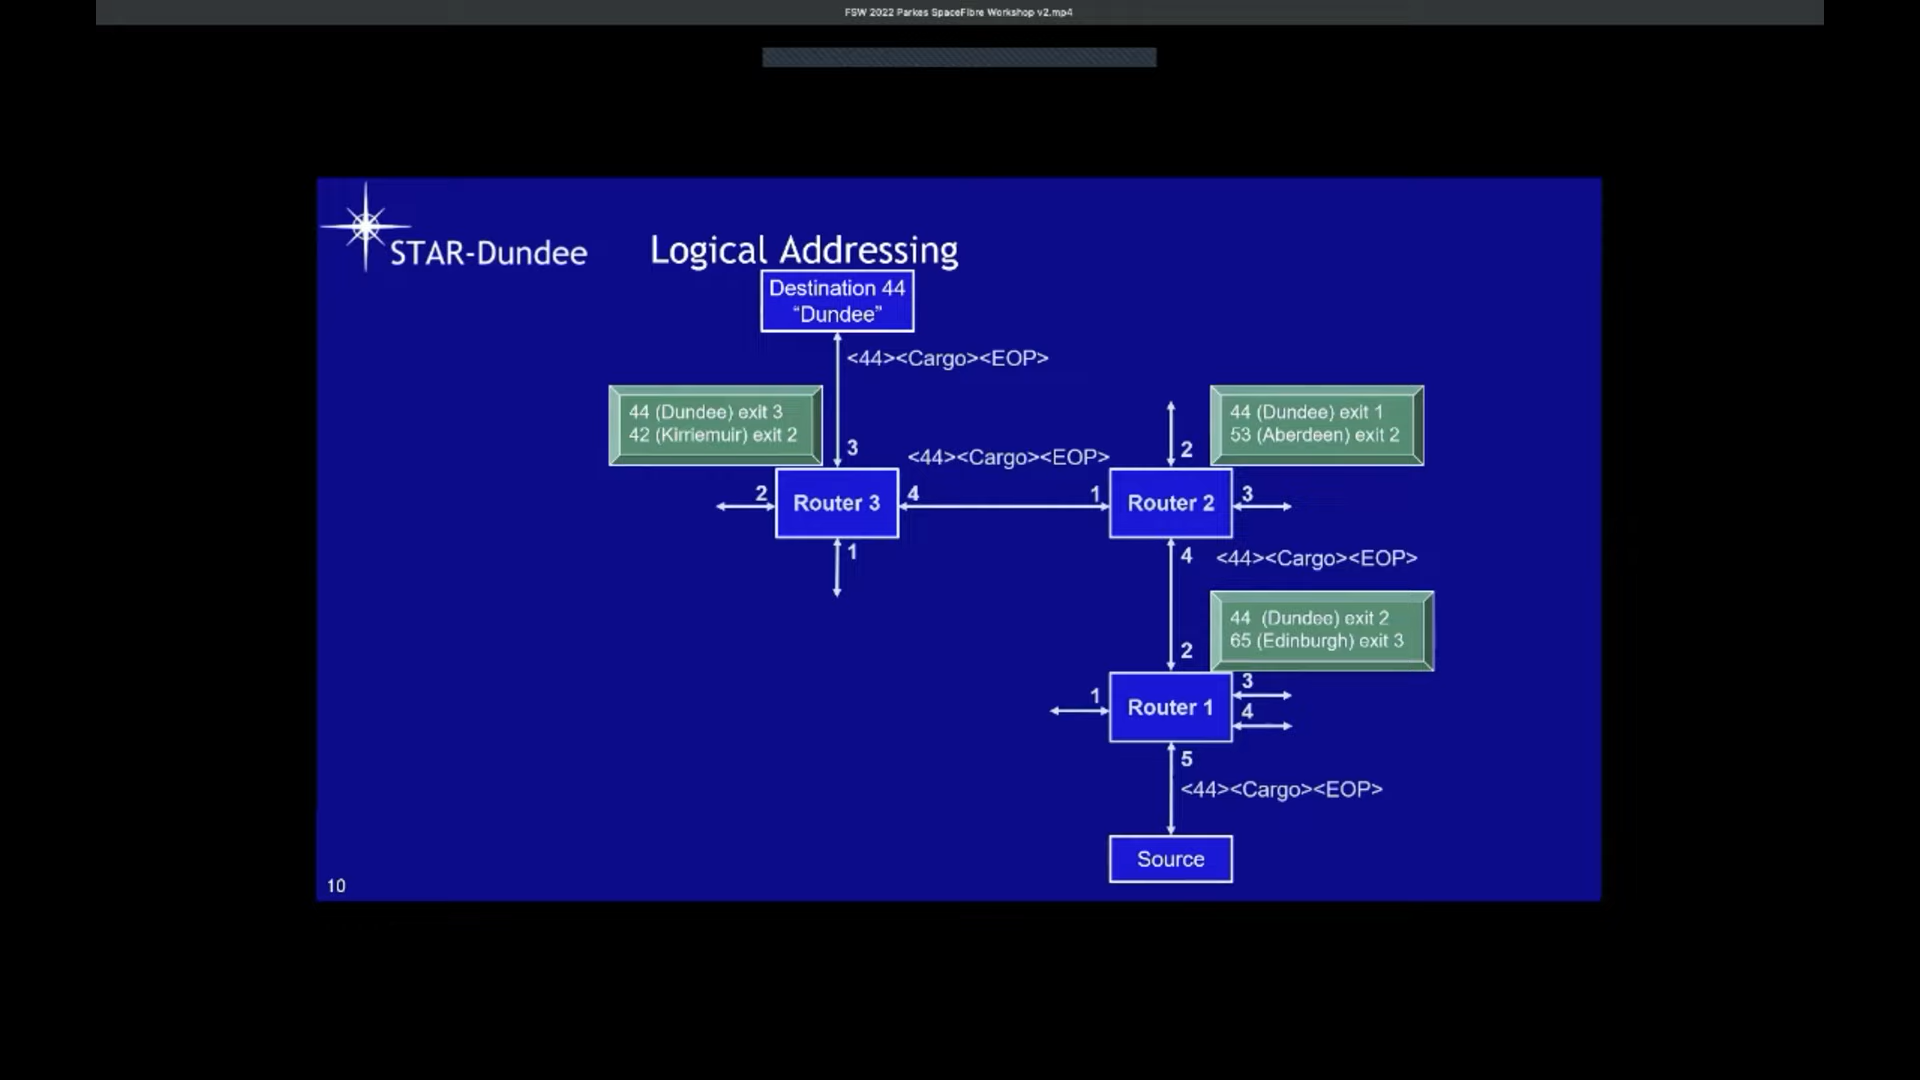 FSW 2022 Parkes SpaceFibre Workshop v2.mp4
STAR-Dundee
Logical Addressing
Destination 44
“Dundee”
<44><Cargo><EOP>
44 (Dundee) exit 3
42 (Kirriemuir) exit 2
44 (Dundee) exit 1
53 (Aberdeen) exit 2
3
<44><Cargo><EOP>
2
2
Router 3
4
1
Router 2
3
1
4
<44><Cargo><EOP>
44 (Dundee) exit 2
65 (Edinburgh) exit 3
2
1
Router 1
3
4
5
<44><Cargo><EOP>
Source
10